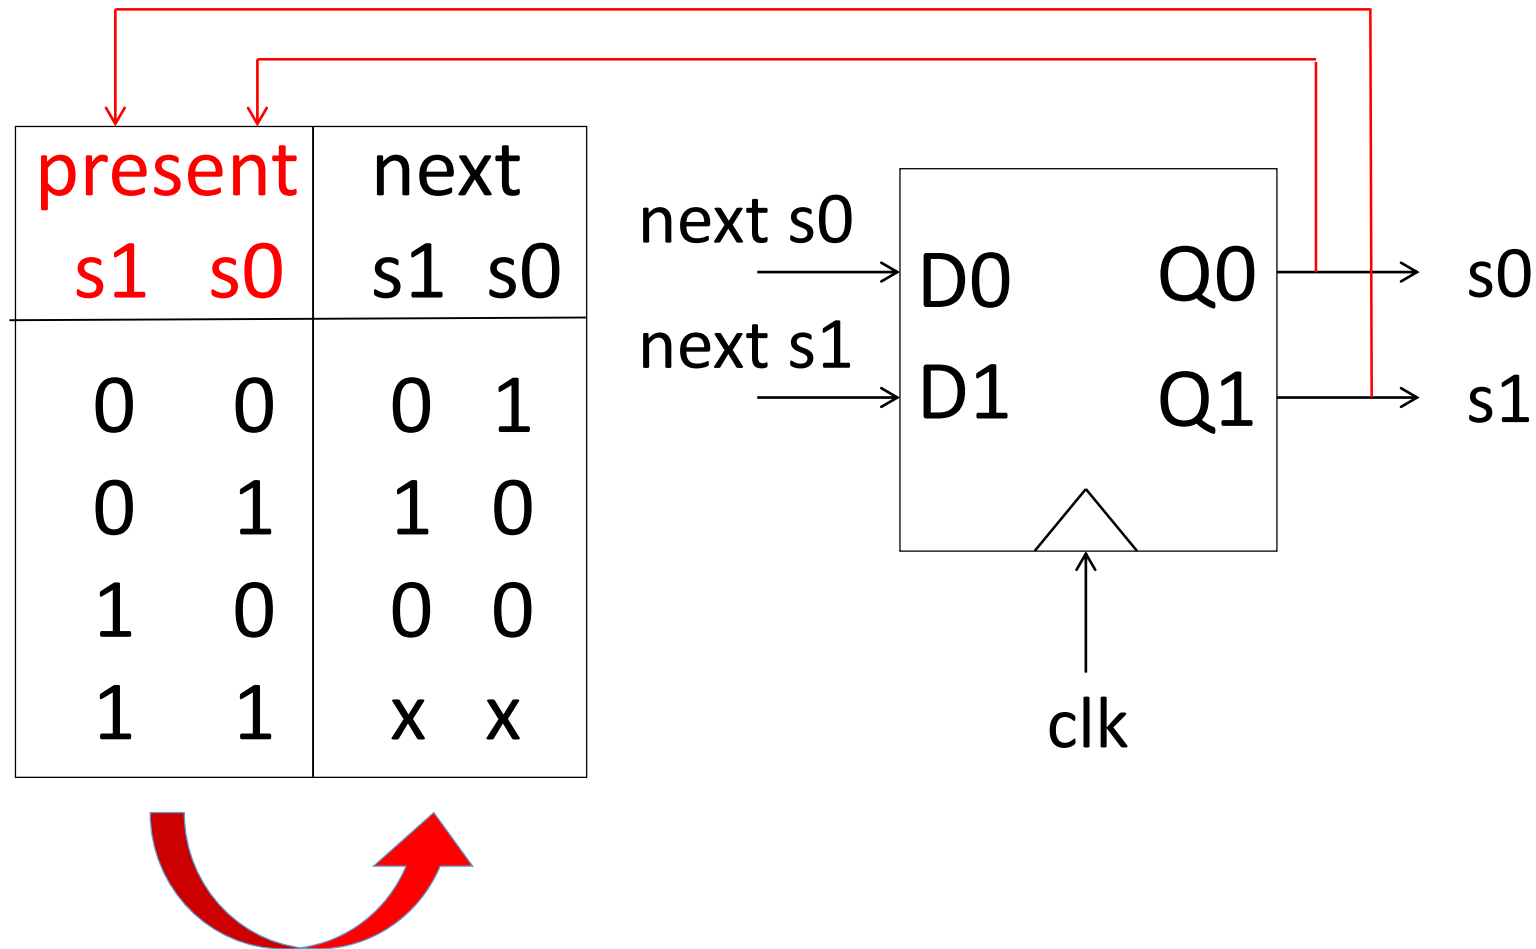 present next
s1 s0 s1 s0
0 0 0 1
0 1 1 0
1 0 0 0
1 1 x x
next s0
next s1
D0 Q0
D1 Q1
s0
s1
clk